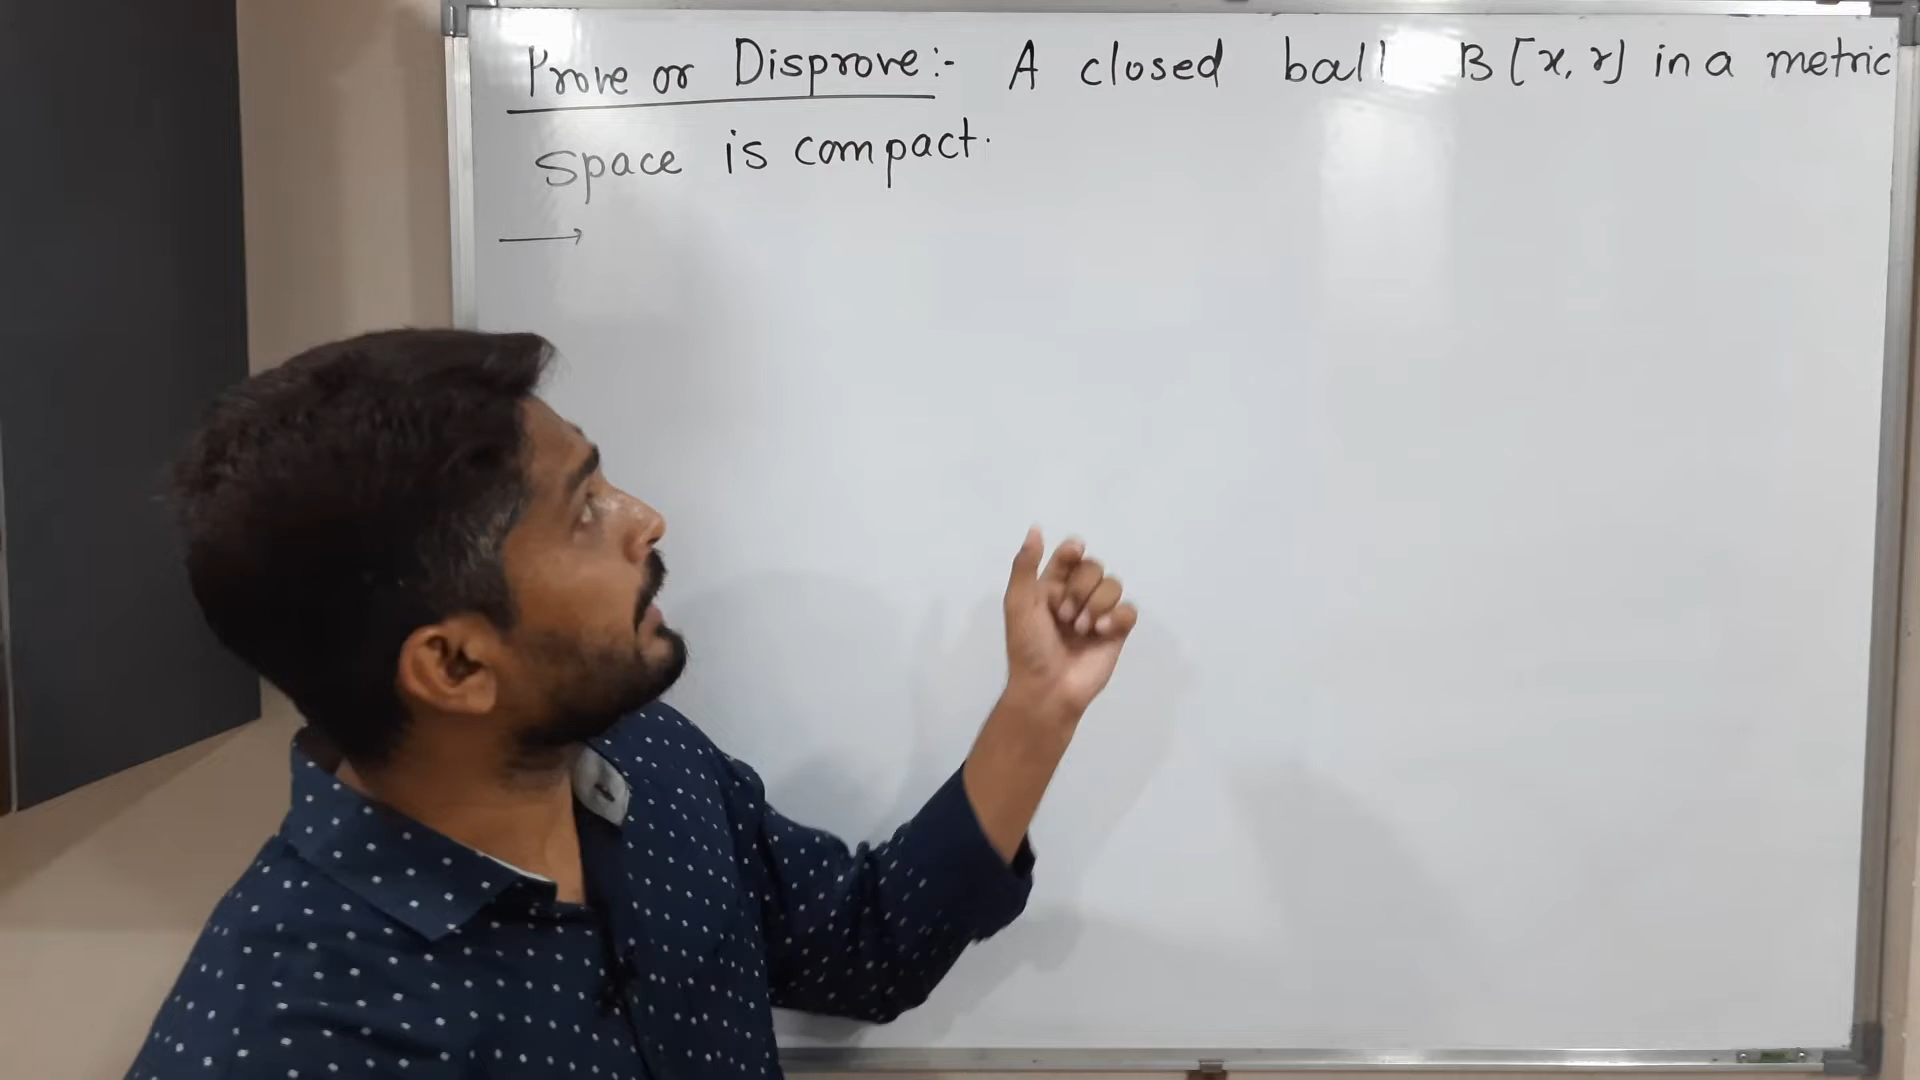 Prove or Disprove:- A closed ball B[x, r] in a metric
space is compact.
→